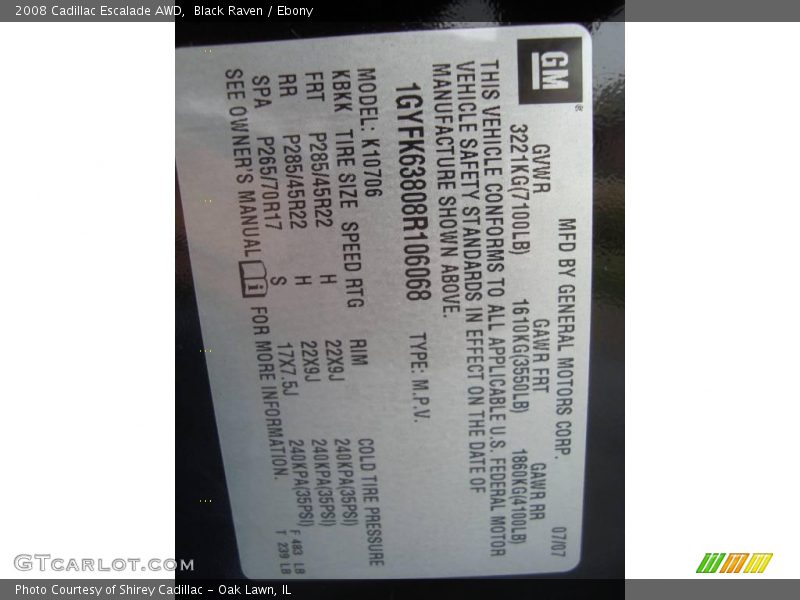 2008 Cadillac Escalade AWD, Black Raven / Ebony
GM
MFD BY GENERAL MOTORS CORP. 07/07
GVWR GAWR FRT GAWR RR
3221KG(7100LB) 1610KG(3550LB) 1860KG(4100LB)
THIS VEHICLE CONFORMS TO ALL APPLICABLE U.S. FEDERAL MOTOR
VEHICLE SAFETY STANDARDS IN EFFECT ON THE DATE OF
MANUFACTURE SHOWN ABOVE.
1GYFK63808R106068 TYPE: M.P.V.
MODEL: K10706
KBKK TIRE SIZE SPEED RTG RIM COLD TIRE PRESSURE
FRT P285/45R22 H 22X9J 240KPA(35PSI)
RR P285/45R22 H 22X9J 240KPA(35PSI)
SPA P265/70R17 S 17X7.5J 240KPA(35PSI)
SEE OWNER'S MANUAL FOR MORE INFORMATION.
F 483 LB
T 239 LB
GTCARLOT.COM
Photo Courtesy of Shirey Cadillac - Oak Lawn, IL